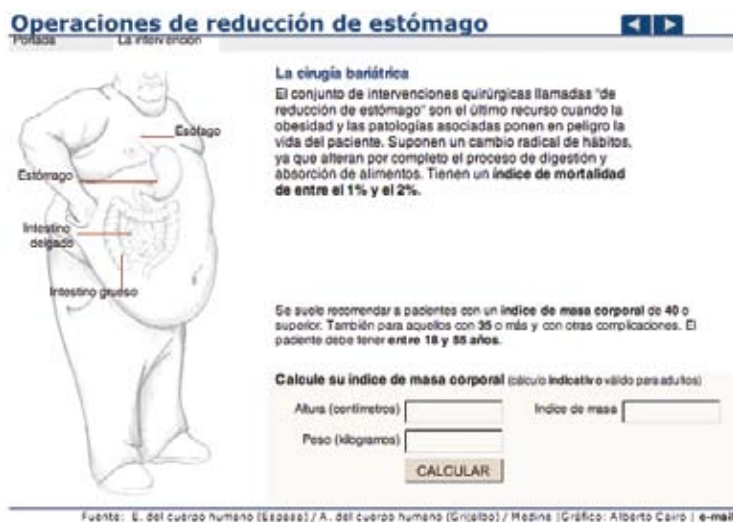 Operaciones de reducción de estómago
Portada
La intervención
La cirugía bariátrica
El conjunto de intervenciones quirúrgicas llamadas "de
reducción de estómago" son el último recurso cuando la
obesidad y las patologías asociadas ponen en peligro la
vida del paciente. Suponen un cambio radical de hábitos,
ya que alteran por completo el proceso de digestión y
absorción de alimentos. Tienen un índice de mortalidad
de entre el 1% y el 2%.
Esófago
Estómago
Intestino
delgado
Intestino grueso
Se suele recomendar a pacientes con un índice de masa corporal de 40 o
superior. También para aquellos con 35 o más y con otras complicaciones. El
paciente debe tener entre 18 y 55 años.
Calcule su índice de masa corporal (cálculo indicativo válido para adultos)
Altura (centímetros)
Indice de masa
Peso (kilogramos)
CALCULAR
Fuente: E. del cuerpo humano (Espasa) / A. del cuerpo humano (Grijalbo) / Medine |Gráfico: Alberto Cairo | e-mail